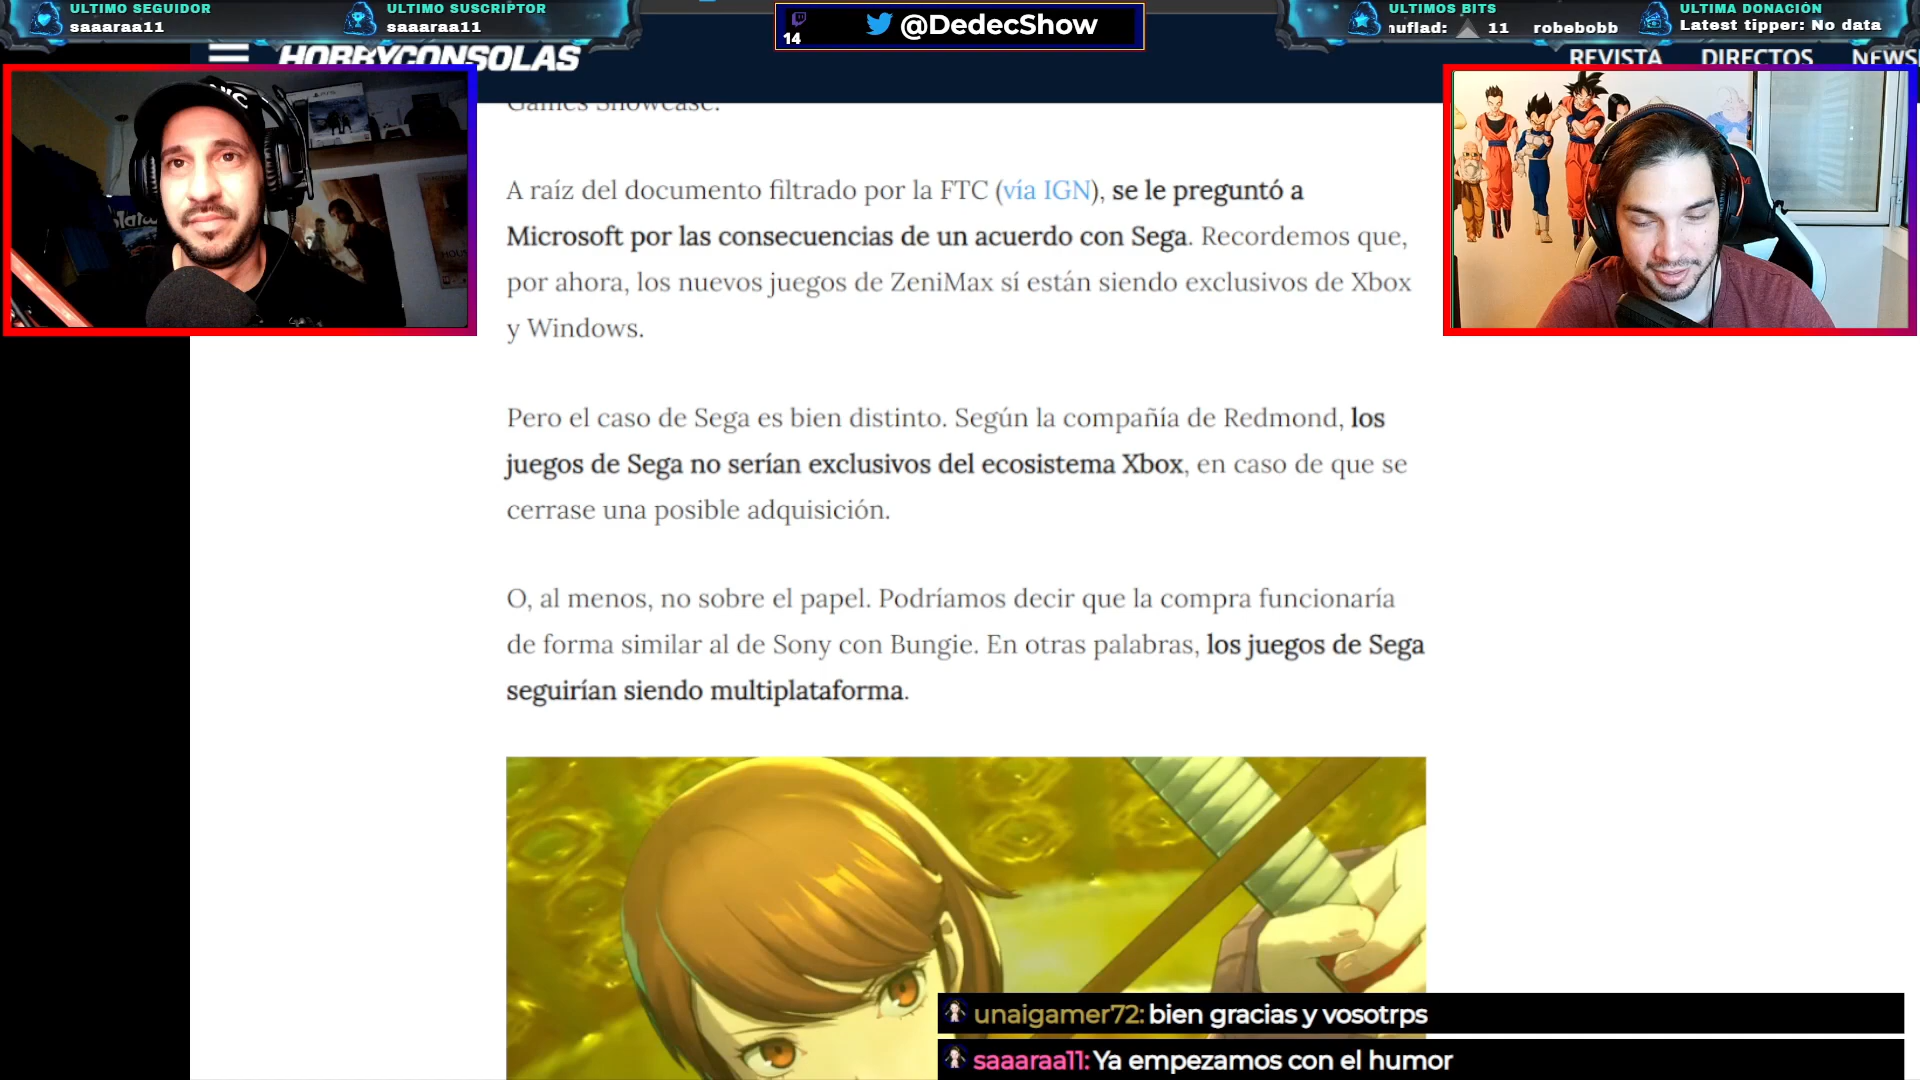 ULTIMO SEGUIDOR
saaaraa11
ULTIMO SUSCRIPTOR
saaaraa11
14
@DedecShow
ULTIMOS BITS
nuflad: 11 robebobb
ULTIMA DONACIÓN
Latest tipper: No data
HOBBYCONSOLAS
REVISTA DIRECTOS NEWS
Games Showcase.
A raíz del documento filtrado por la FTC (vía IGN), se le preguntó a
Microsoft por las consecuencias de un acuerdo con Sega. Recordemos que,
por ahora, los nuevos juegos de ZeniMax sí están siendo exclusivos de Xbox
y Windows.
Pero el caso de Sega es bien distinto. Según la compañía de Redmond, los
juegos de Sega no serían exclusivos del ecosistema Xbox, en caso de que se
cerrase una posible adquisición.
O, al menos, no sobre el papel. Podríamos decir que la compra funcionaría
de forma similar al de Sony con Bungie. En otras palabras, los juegos de Sega
seguirían siendo multiplataforma.
unaigamer72: bien gracias y vosotrps
saaaraa11: Ya empezamos con el humor